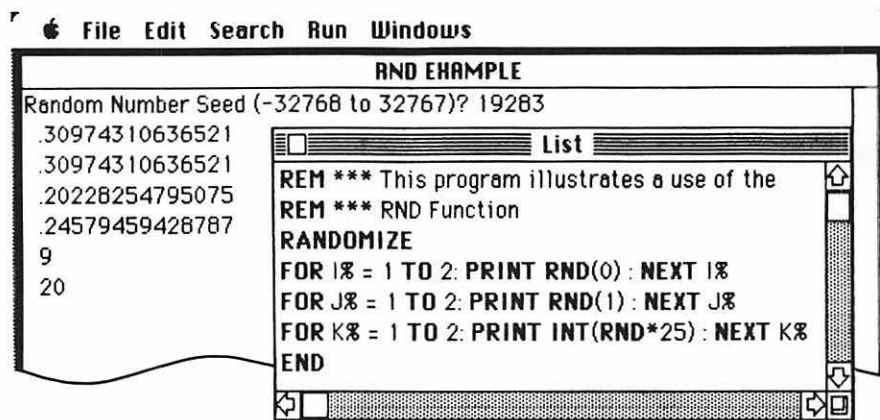 File Edit Search Run Windows
RND EXAMPLE
Random Number Seed (-32768 to 32767)? 19283
.30974310636521
.30974310636521
.20228254795075
.24579459428787
9
20
List
REM *** This program illustrates a use of the
REM *** RND Function
RANDOMIZE
FOR I% = 1 TO 2: PRINT RND(0) : NEXT I%
FOR J% = 1 TO 2: PRINT RND(1) : NEXT J%
FOR K% = 1 TO 2: PRINT INT(RND*25) : NEXT K%
END